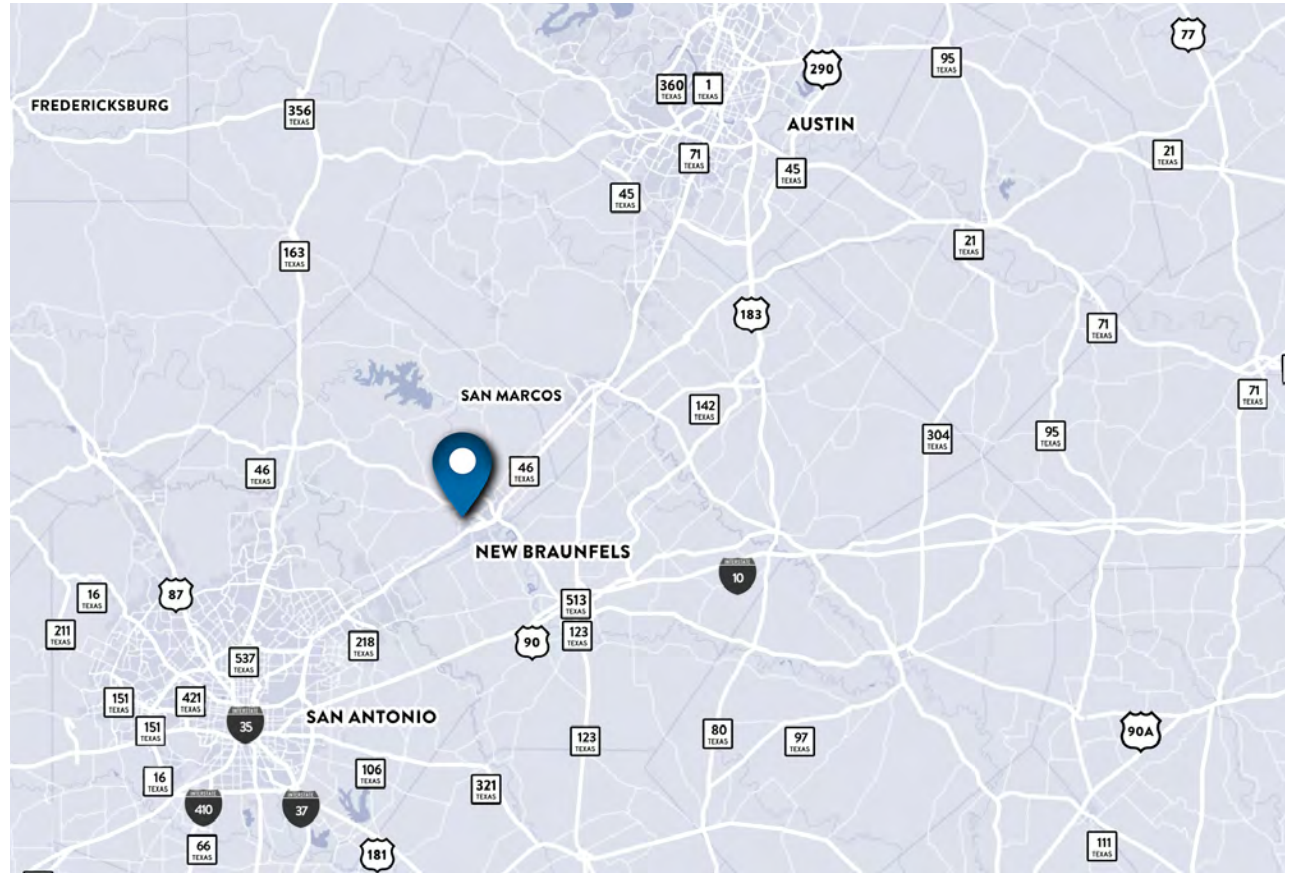 77
290
95
TEXAS
360
TEXAS
1
TEXAS
FREDERICKSBURG
356
TEXAS
AUSTIN
71
TEXAS
21
TEXAS
45
TEXAS
45
TEXAS
21
TEXAS
163
TEXAS
183
71
TEXAS
SAN MARCOS
71
TEXAS
142
TEXAS
304
TEXAS
95
TEXAS
46
TEXAS
46
TEXAS
NEW BRAUNFELS
INTERSTATE
10
87
16
TEXAS
513
TEXAS
211
TEXAS
123
TEXAS
90
218
TEXAS
537
TEXAS
151
TEXAS
421
TEXAS
SAN ANTONIO
INTERSTATE
35
151
TEXAS
123
TEXAS
80
TEXAS
97
TEXAS
90A
16
TEXAS
106
TEXAS
321
TEXAS
INTERSTATE
410
INTERSTATE
37
66
TEXAS
181
111
TEXAS